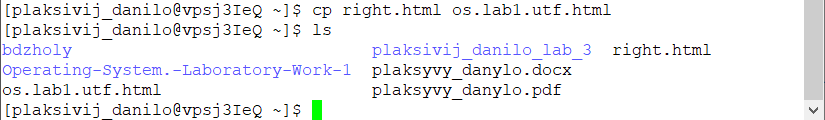 [plaksivij_danilo@vpsj3IeQ ~]$ cp right.html os.lab1.utf.html
[plaksivij_danilo@vpsj3IeQ ~]$ ls
bdzholy plaksivij_danilo_lab_3 right.html
Operating-System.-Laboratory-Work-1 plaksyvy_danylo.docx
os.lab1.utf.html plaksyvy_danylo.pdf
[plaksivij_danilo@vpsj3IeQ ~]$